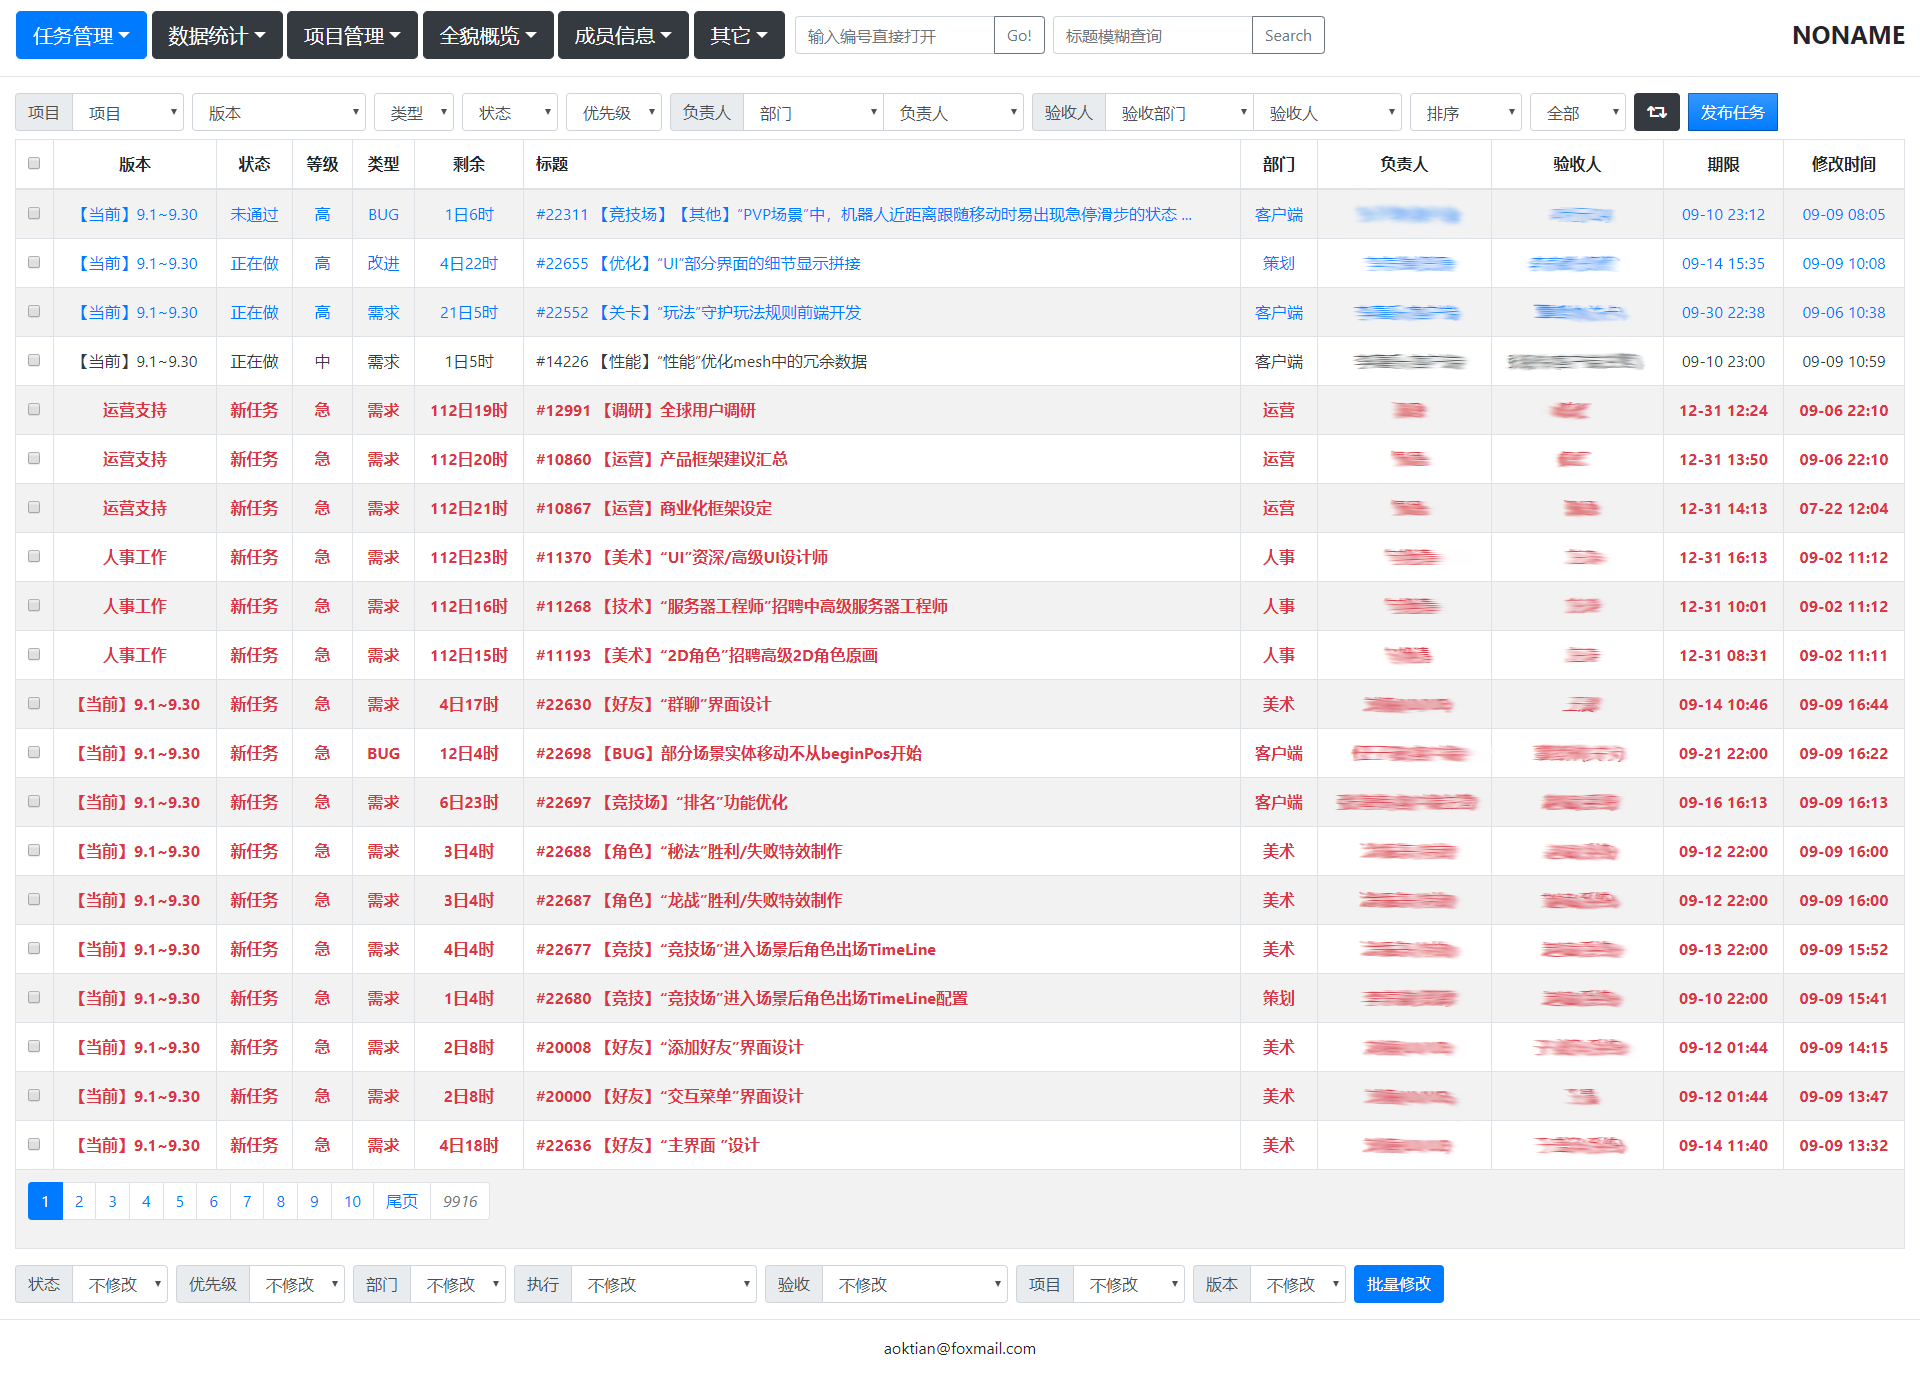 任务管理 数据统计 项目管理 全貌概览 成员信息 其它 输入编号直接打开 Go! 标题模糊查询 Search NONAME
项目 项目 版本 类型 状态 优先级 负责人 部门 负责人 验收人 验收部门 验收人 排序 全部 发布任务
版本 状态 等级 类型 剩余 标题 部门 负责人 验收人 期限 修改时间
【当前】9.1~9.30 未通过 高 BUG 1日6时 #22311 【竞技场】【其他】“PVP场景”中，机器人近距离跟随移动时易出现急停滑步的状态 ... 客户端 09-10 23:12 09-09 08:05
【当前】9.1~9.30 正在做 高 改进 4日22时 #22655 【优化】“UI”部分界面的细节显示拼接 策划 09-14 15:35 09-09 10:08
【当前】9.1~9.30 正在做 高 需求 21日5时 #22552 【关卡】“玩法”守护玩法规则前端开发 客户端 09-30 22:38 09-06 10:38
【当前】9.1~9.30 正在做 中 需求 1日5时 #14226 【性能】“性能”优化mesh中的冗余数据 客户端 09-10 23:00 09-09 10:59
运营支持 新任务 急 需求 112日19时 #12991 【调研】全球用户调研 运营 12-31 12:24 09-06 22:10
运营支持 新任务 急 需求 112日20时 #10860 【运营】产品框架建议汇总 运营 12-31 13:50 09-06 22:10
运营支持 新任务 急 需求 112日21时 #10867 【运营】商业化框架设定 运营 12-31 14:13 07-22 12:04
人事工作 新任务 急 需求 112日23时 #11370 【美术】“UI”资深/高级UI设计师 人事 12-31 16:13 09-02 11:12
人事工作 新任务 急 需求 112日16时 #11268 【技术】“服务器工程师”招聘中高级服务器工程师 人事 12-31 10:01 09-02 11:12
人事工作 新任务 急 需求 112日15时 #11193 【美术】“2D角色”招聘高级2D角色原画 人事 12-31 08:31 09-02 11:11
【当前】9.1~9.30 新任务 急 需求 4日17时 #22630 【好友】“群聊”界面设计 美术 09-14 10:46 09-09 16:44
【当前】9.1~9.30 新任务 急 BUG 12日4时 #22698 【BUG】部分场景实体移动不从beginPos开始 客户端 09-21 22:00 09-09 16:22
【当前】9.1~9.30 新任务 急 需求 6日23时 #22697 【竞技场】“排名”功能优化 客户端 09-16 16:13 09-09 16:13
【当前】9.1~9.30 新任务 急 需求 3日4时 #22688 【角色】“秘法”胜利/失败特效制作 美术 09-12 22:00 09-09 16:00
【当前】9.1~9.30 新任务 急 需求 3日4时 #22687 【角色】“龙战”胜利/失败特效制作 美术 09-12 22:00 09-09 16:00
【当前】9.1~9.30 新任务 急 需求 4日4时 #22677 【竞技】“竞技场”进入场景后角色出场TimeLine 美术 09-13 22:00 09-09 15:52
【当前】9.1~9.30 新任务 急 需求 1日4时 #22680 【竞技】“竞技场”进入场景后角色出场TimeLine配置 策划 09-10 22:00 09-09 15:41
【当前】9.1~9.30 新任务 急 需求 2日8时 #20008 【好友】“添加好友”界面设计 美术 09-12 01:44 09-09 14:15
【当前】9.1~9.30 新任务 急 需求 2日8时 #20000 【好友】“交互菜单”界面设计 美术 09-12 01:44 09-09 13:47
【当前】9.1~9.30 新任务 急 需求 4日18时 #22636 【好友】“主界面 ”设计 美术 09-14 11:40 09-09 13:32
1 2 3 4 5 6 7 8 9 10 尾页 9916
状态 不修改 优先级 不修改 部门 不修改 执行 不修改 验收 不修改 项目 不修改 版本 不修改 批量修改
aoktian@foxmail.com